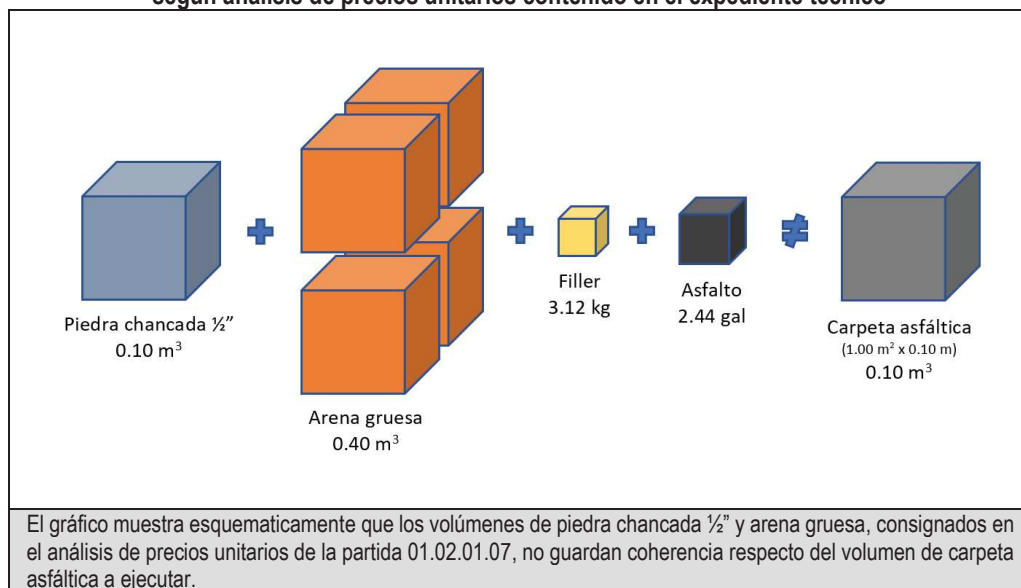 según análisis de precios unitarios contenido en el expediente técnico
Filler
3.12 kg
Asfalto
2.44 gal
Piedra chancada ½”
0.10 m³
Carpeta asfáltica
(1.00 m² x 0.10 m)
0.10 m³
Arena gruesa
0.40 m³
El gráfico muestra esquematicamente que los volúmenes de piedra chancada ½” y arena gruesa, consignados en
el análisis de precios unitarios de la partida 01.02.01.07, no guardan coherencia respecto del volumen de carpeta
asfáltica a ejecutar.